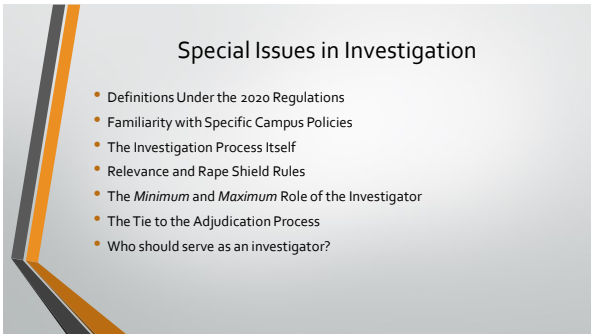 Special Issues in Investigation
• Definitions Under the 2020 Regulations
• Familiarity with Specific Campus Policies
• The Investigation Process Itself
• Relevance and Rape Shield Rules
• The Minimum and Maximum Role of the Investigator
• The Tie to the Adjudication Process
• Who should serve as an investigator?